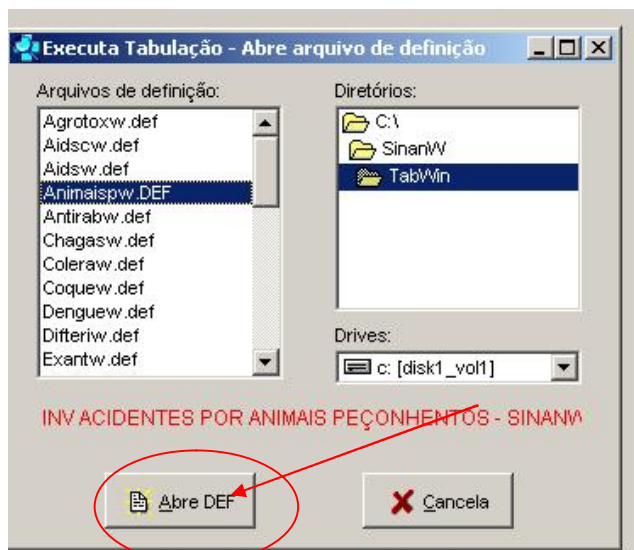 Executa Tabulação - Abre arquivo de definição
Arquivos de definição:
Agrotoxw.def
Aidscw.def
Aidsw.def
Animaispw.DEF
Antirabw.def
Chagasw.def
Coleraw.def
Coquew.def
Denguew.def
Difteriw.def
Exantw.def
Diretórios:
C:\
SinanW
TabWin
Drives:
c: [disk1_vol1]
INV ACIDENTES POR ANIMAIS PEÇONHENTOS - SINANW
Abre DEF
Cancela